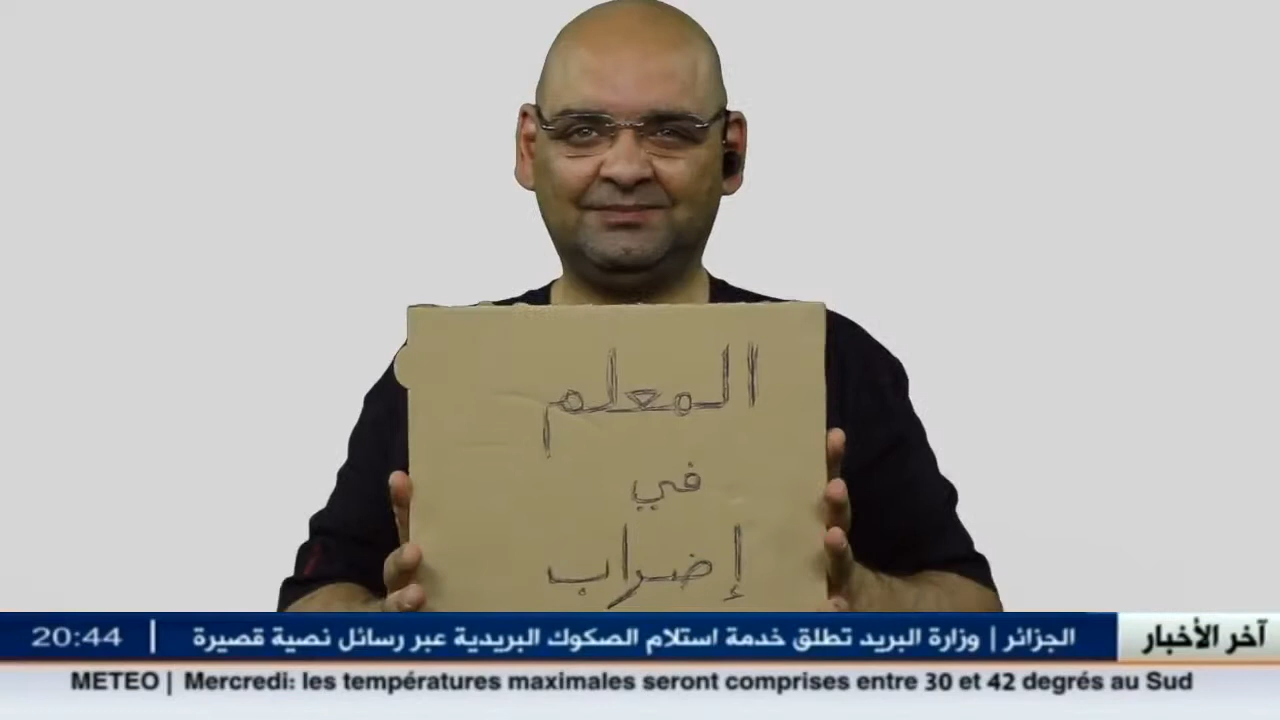 المعلم
في
إضراب
آخر الأخبار
الجزائر | وزارة البريد تطلق خدمة استلام الصكوك البريدية عبر رسائل نصية قصيرة
20:44
METEO | Mercredi: les températures maximales seront comprises entre 30 et 42 degrés au Sud